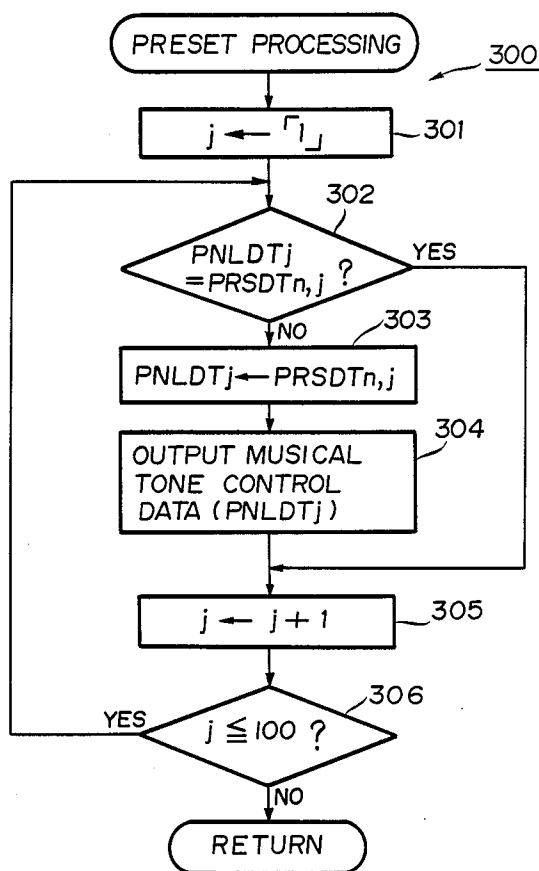 PRESET PROCESSING
300
j ← 「1」
301
302
PNLDTj
=PRSDTn,j ?
YES
NO
303
PNLDTj ← PRSDTn,j
304
OUTPUT MUSICAL
TONE CONTROL
DATA (PNLDTj)
j ← j + 1
305
306
YES
j ≦ 100 ?
NO
RETURN